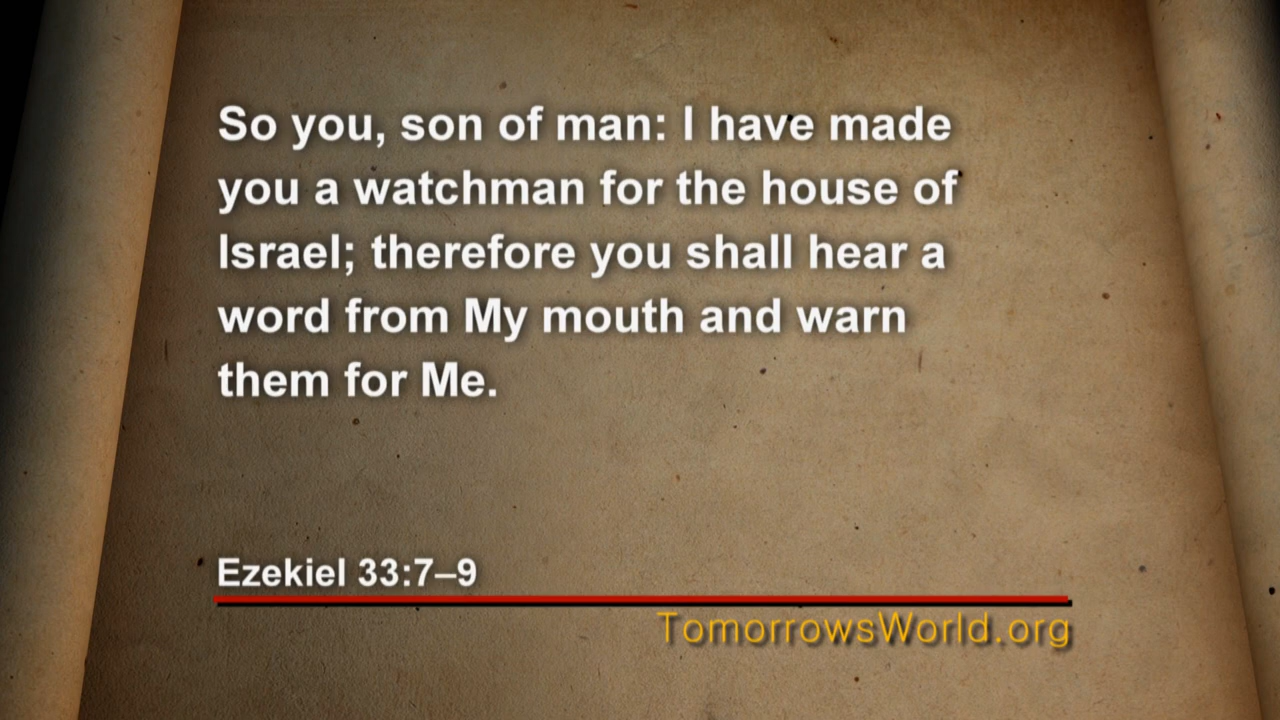 So you, son of man: I have made
you a watchman for the house of
Israel; therefore you shall hear a
word from My mouth and warn
them for Me.
Ezekiel 33:7–9
TomorrowsWorld.org